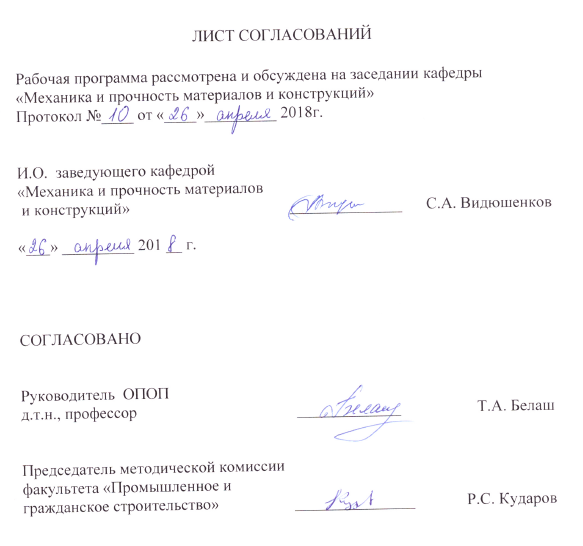 ЛИСТ СОГЛАСОВАНИЙ
Рабочая программа рассмотрена и обсуждена на заседании кафедры
«Механика и прочность материалов и конструкций»
Протокол № 10 от «26» апреля 2018г.
И.О. заведующего кафедрой
«Механика и прочность материалов
и конструкций» С.А. Видюшенков
«26» апреля 2018 г.
СОГЛАСОВАНО
Руководитель ОПОП
д.т.н., профессор Т.А. Белаш
Председатель методической комиссии
факультета «Промышленное и
гражданское строительство» Р.С. Кударов